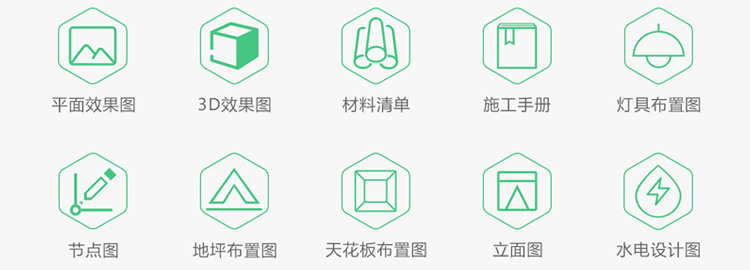 平面效果图
3D效果图
材料清单
施工手册
灯具布置图
节点图
地坪布置图
天花板布置图
立面图
水电设计图